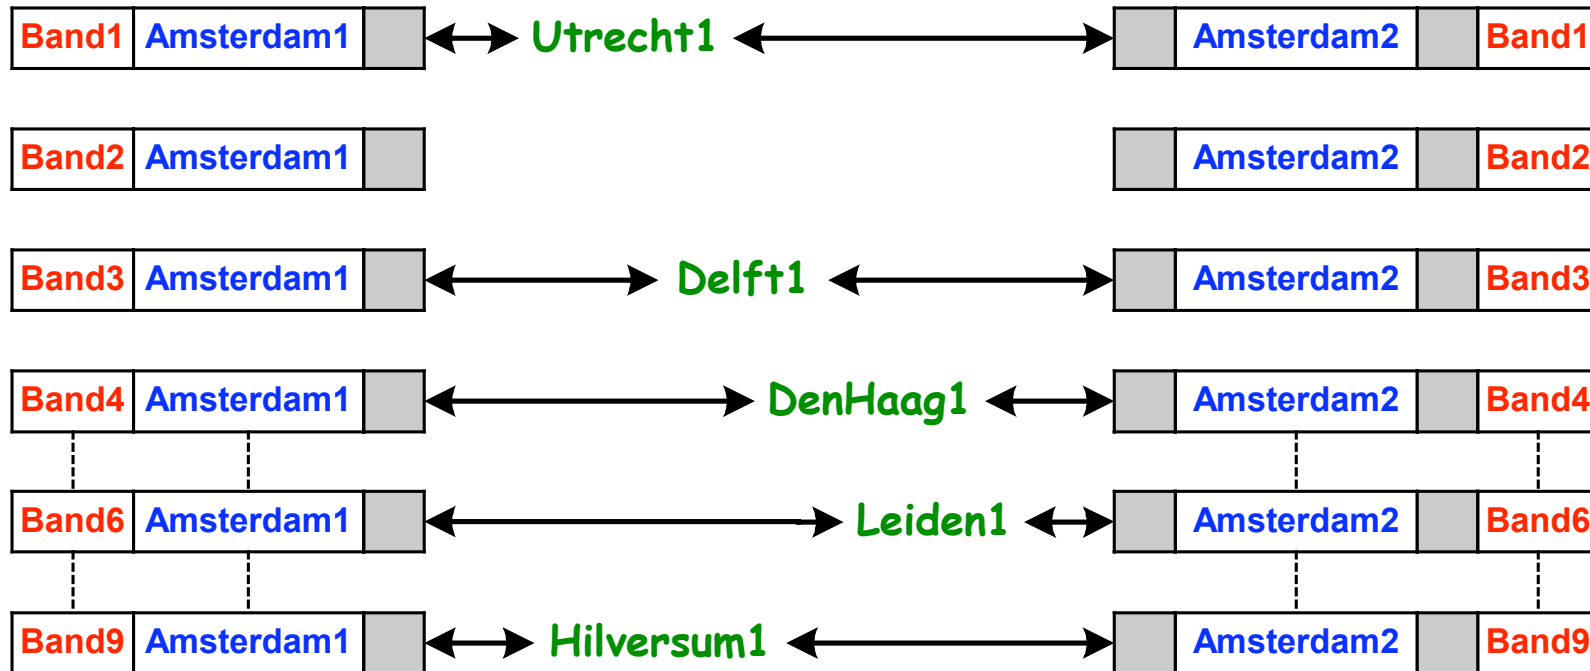 Band1 Amsterdam1 Utrecht1 Amsterdam2 Band1
Band2 Amsterdam1 Amsterdam2 Band2
Band3 Amsterdam1 Delft1 Amsterdam2 Band3
Band4 Amsterdam1 DenHaag1 Amsterdam2 Band4
Band6 Amsterdam1 Leiden1 Amsterdam2 Band6
Band9 Amsterdam1 Hilversum1 Amsterdam2 Band9